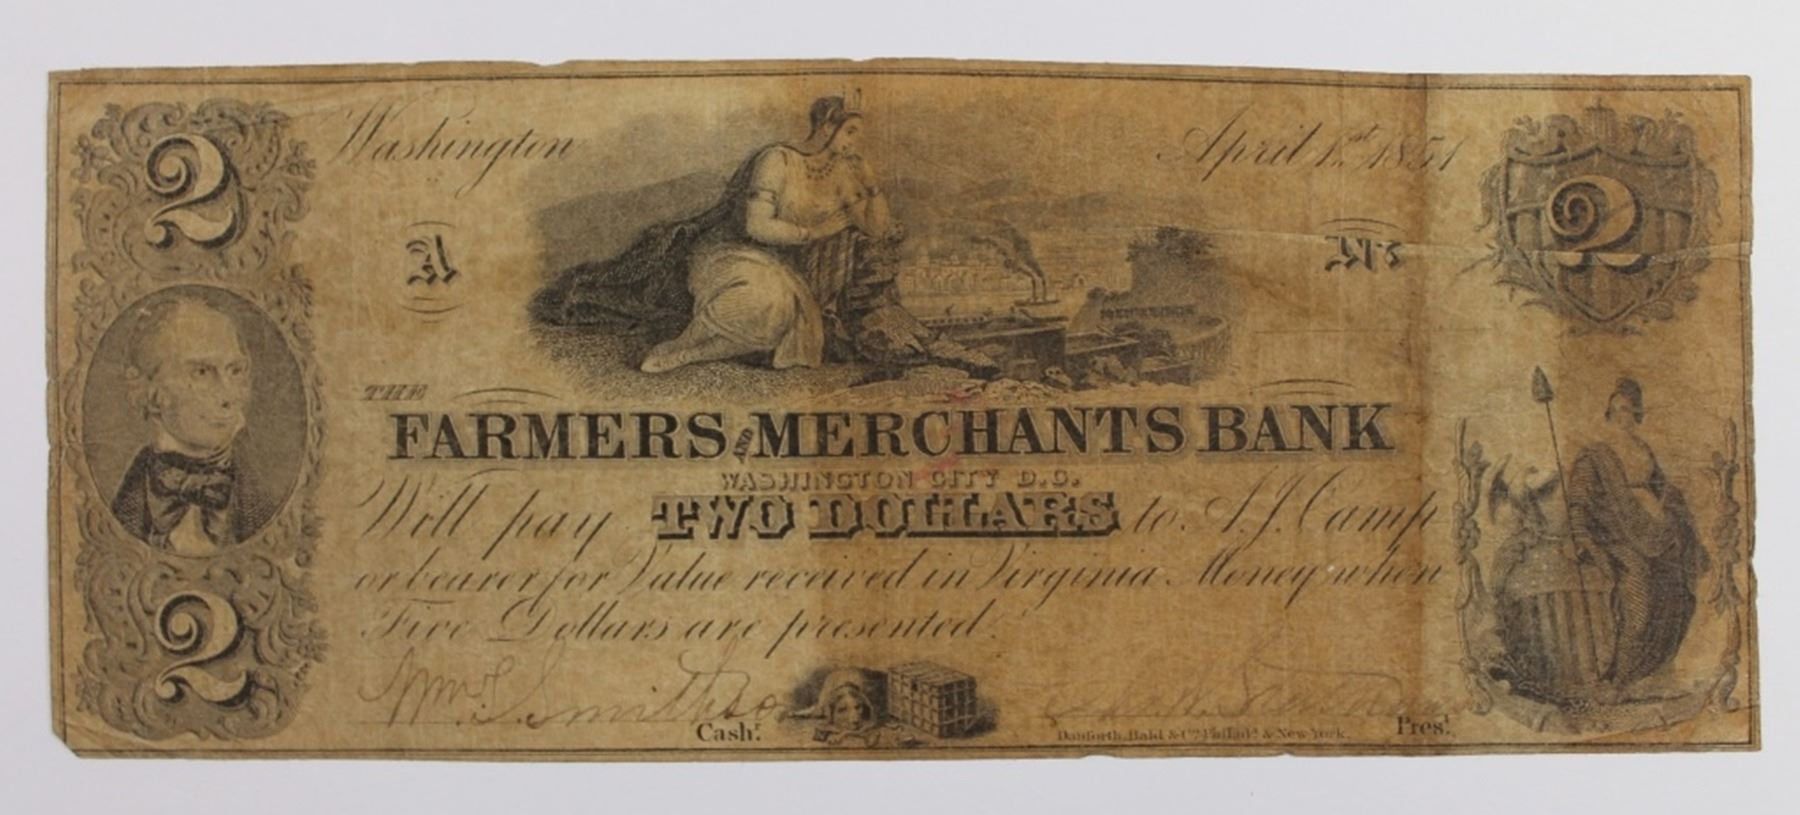 2
Washington
April 1st 1851
2
A
No
THE
FARMERS AND MERCHANTS BANK
WASHINGTON CITY D.C.
Will pay TWO DOLLARS to A.J. Camp
or bearer for Value received in Virginia Money when
Five Dollars are presented.
2
Wm
Cash!.
Danforth, Bald & Co. Philada. & New York.
Pres!.